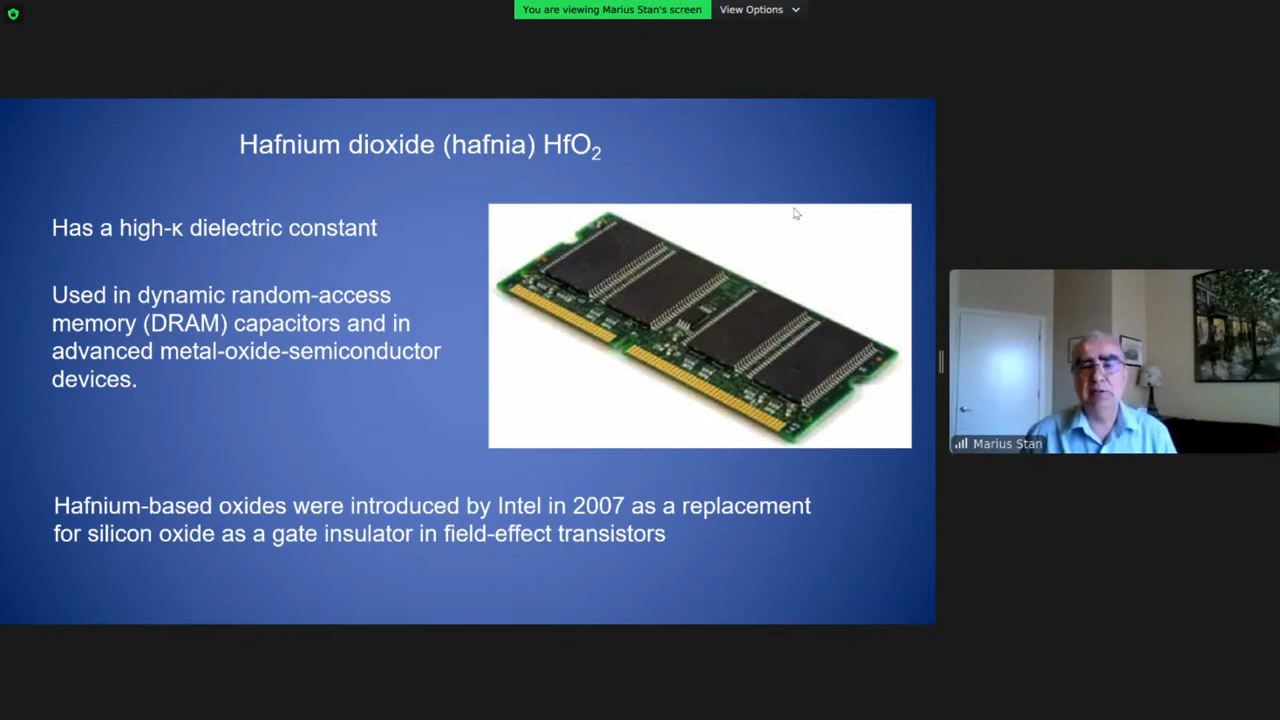 You are viewing Marius Stan's screen
View Options
Hafnium dioxide (hafnia) HfO₂
Has a high-κ dielectric constant
Used in dynamic random-access
memory (DRAM) capacitors and in
advanced metal-oxide-semiconductor
devices.
Hafnium-based oxides were introduced by Intel in 2007 as a replacement
for silicon oxide as a gate insulator in field-effect transistors
Marius Stan